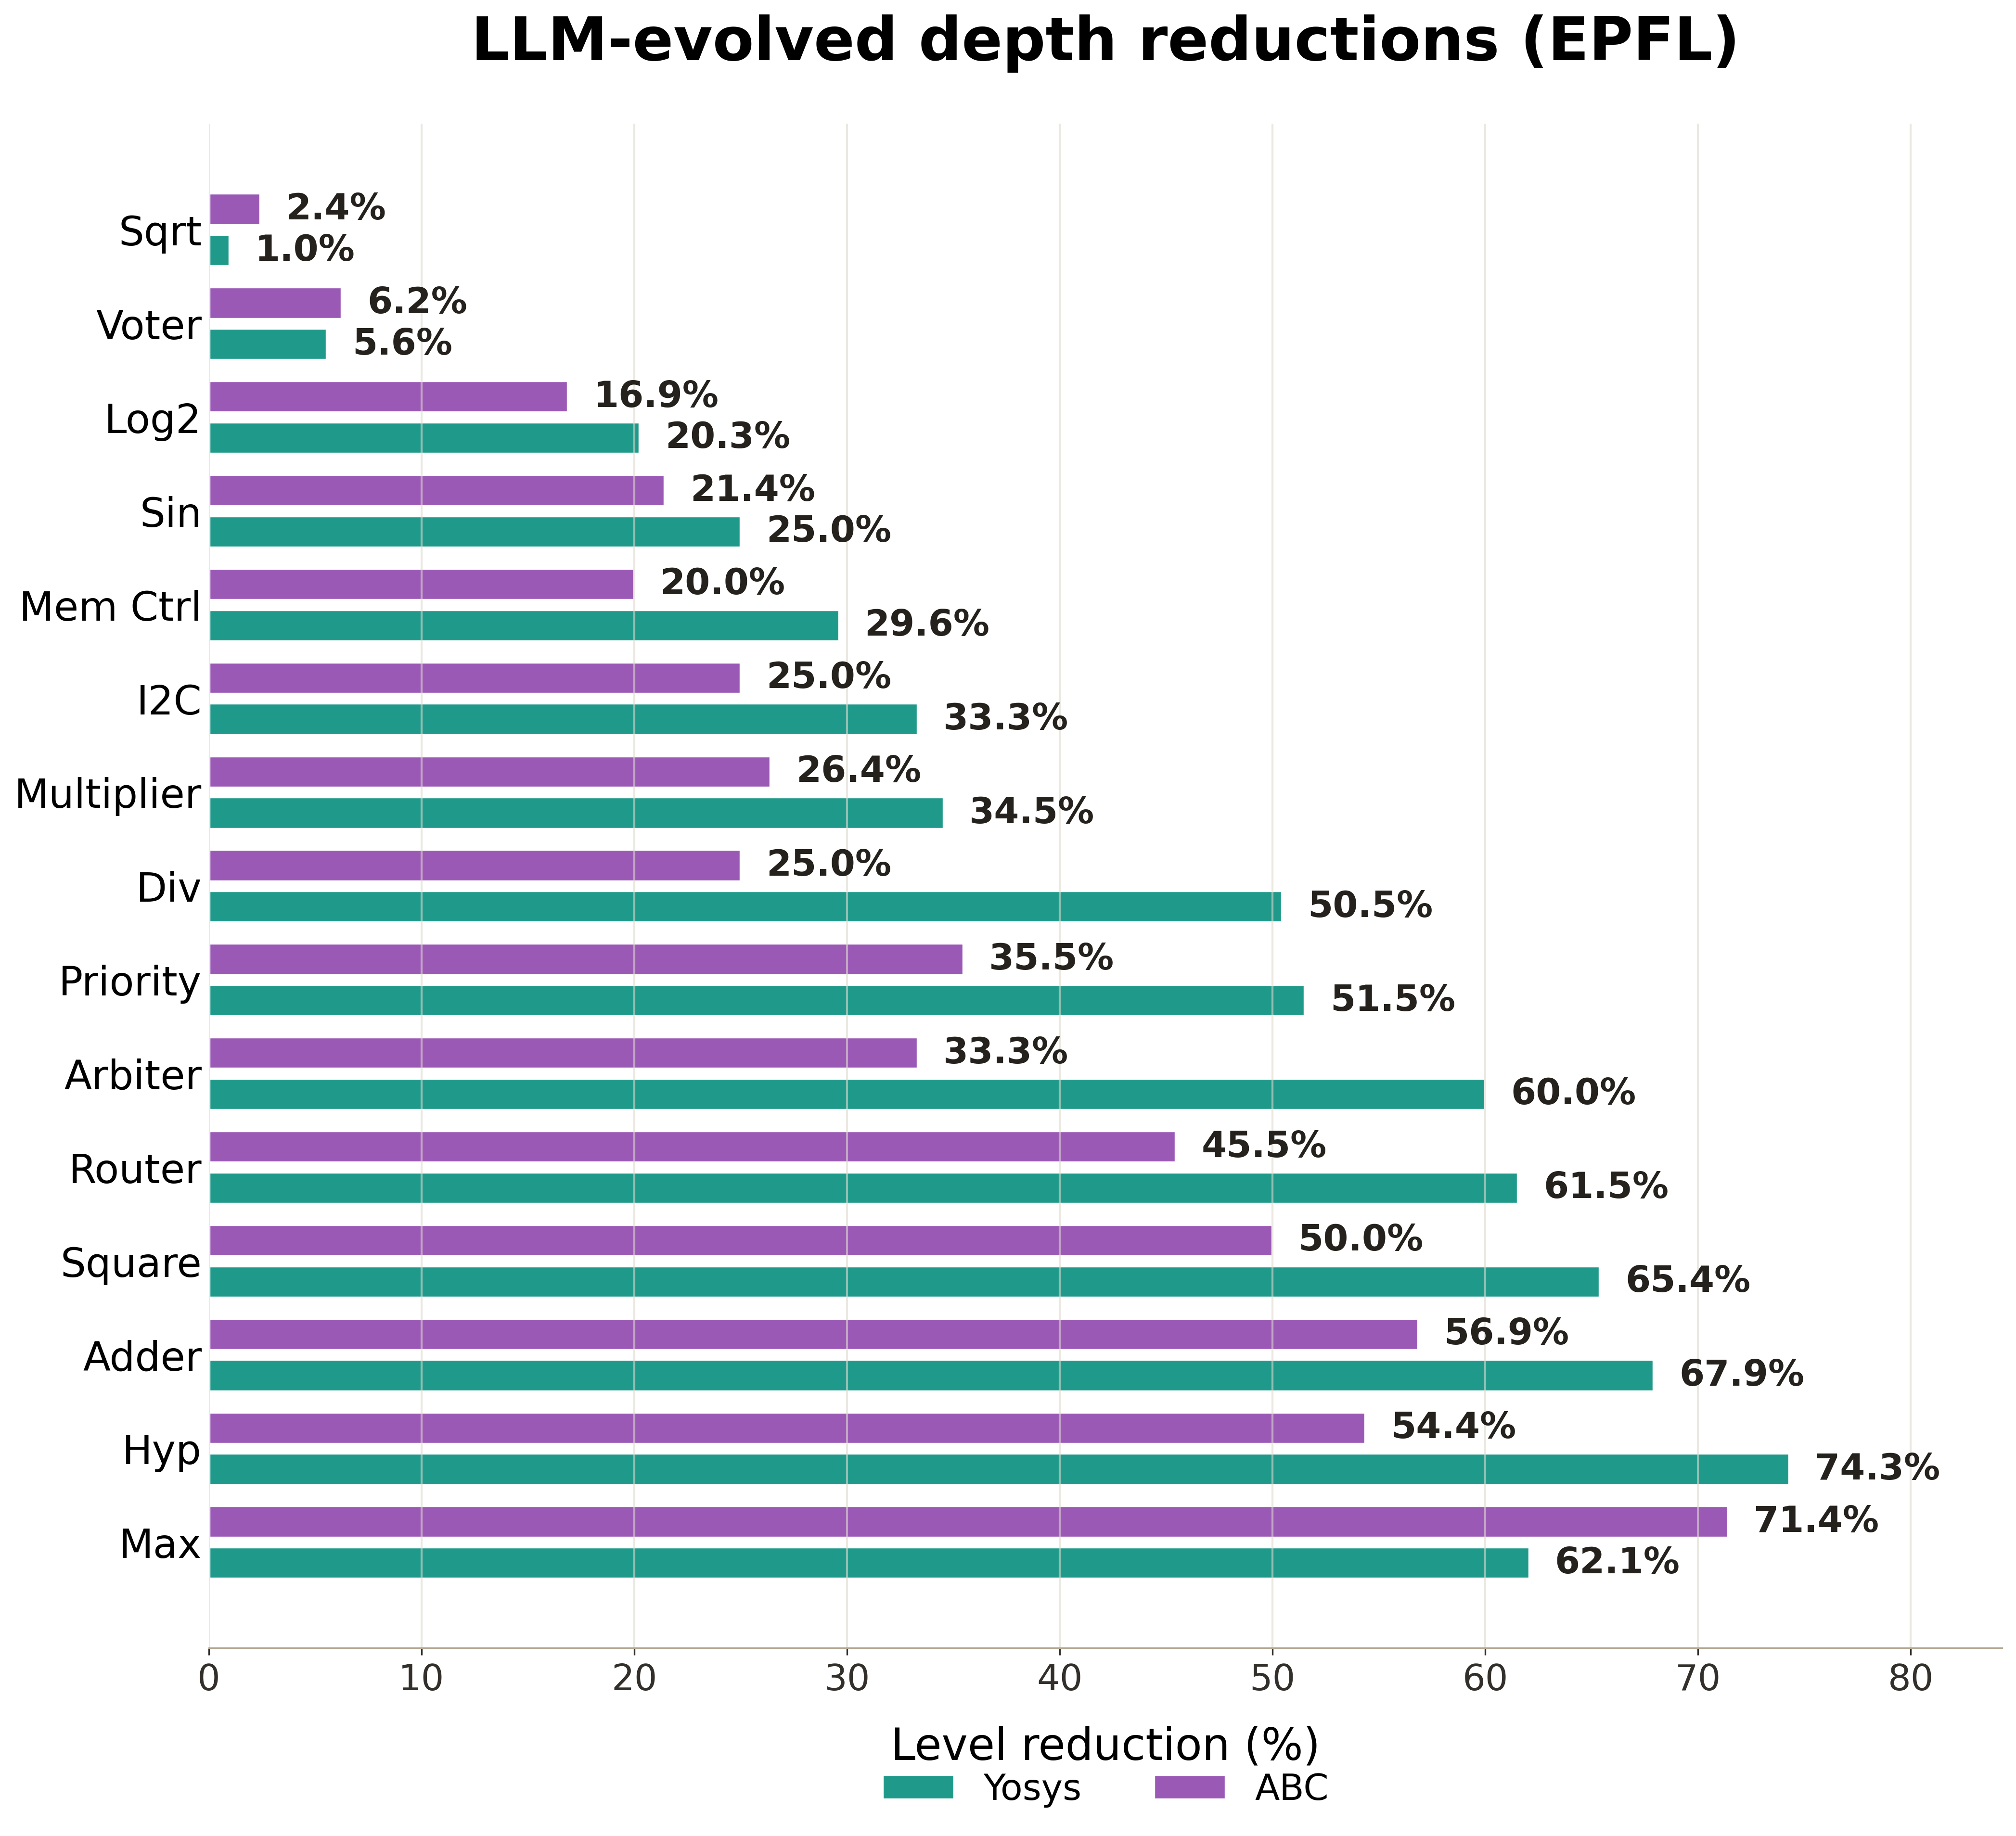 LLM-evolved depth reductions (EPFL)
2.4%
Sqrt
1.0%
6.2%
Voter
5.6%
16.9%
Log2
20.3%
21.4%
Sin
25.0%
20.0%
Mem Ctrl
29.6%
25.0%
I2C
33.3%
26.4%
Multiplier
34.5%
25.0%
Div
50.5%
35.5%
Priority
51.5%
33.3%
Arbiter
60.0%
45.5%
Router
61.5%
50.0%
Square
65.4%
56.9%
Adder
67.9%
54.4%
Hyp
74.3%
71.4%
Max
62.1%
0 10 20 30 40 50 60 70 80
Level reduction (%)
Yosys ABC